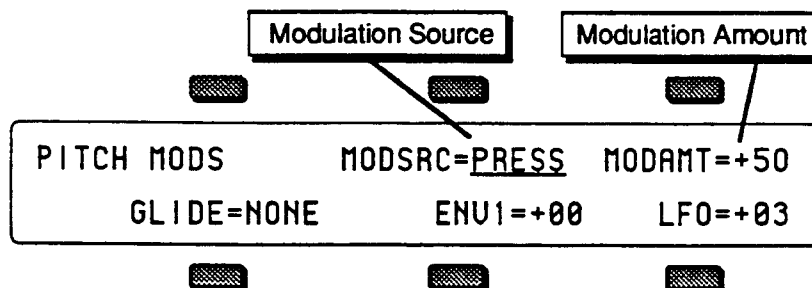 Modulation Source Modulation Amount
PITCH MODS MODSRC=PRESS MODAMT=+50
GLIDE=NONE ENV1=+00 LFO=+03